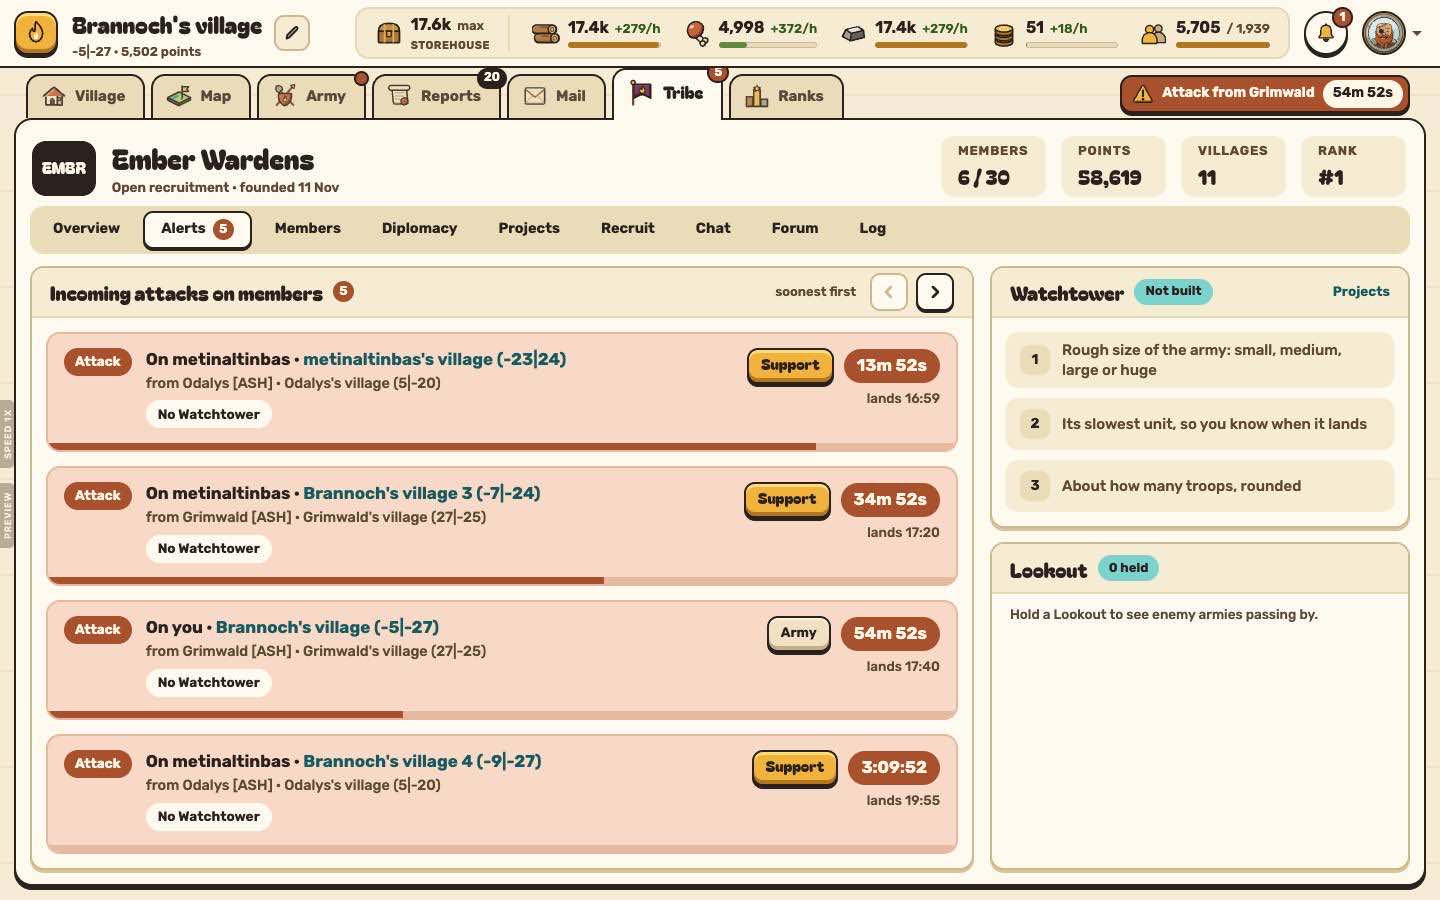 Brannoch's village
-5|-27 • 5,502 points
17.6k max
STOREHOUSE
17.4k +279/h
4,998 +372/h
17.4k +279/h
51 +18/h
5,705 / 1,939
1
Village
Map
Army
Reports 20
Mail
Tribe 5
Ranks
Attack from Grimwald 54m 52s
EMBR
Ember Wardens
Open recruitment • founded 11 Nov
MEMBERS
6 / 30
POINTS
58,619
VILLAGES
11
RANK
#1
Overview
Alerts 5
Members
Diplomacy
Projects
Recruit
Chat
Forum
Log
SPEED 1X
PREVIEW
Incoming attacks on members 5
soonest first
Attack
On metinaltinbas • metinaltinbas's village (-23|24)
from Odalys [ASH] • Odalys's village (5|-20)
No Watchtower
Support
13m 52s
lands 16:59
Attack
On metinaltinbas • Brannoch's village 3 (-7|-24)
from Grimwald [ASH] • Grimwald's village (27|-25)
No Watchtower
Support
34m 52s
lands 17:20
Attack
On you • Brannoch's village (-5|-27)
from Grimwald [ASH] • Grimwald's village (27|-25)
No Watchtower
Army
54m 52s
lands 17:40
Attack
On metinaltinbas • Brannoch's village 4 (-9|-27)
from Odalys [ASH] • Odalys's village (5|-20)
No Watchtower
Support
3:09:52
lands 19:55
Watchtower
Not built
Projects
1
Rough size of the army: small, medium,
large or huge
2
Its slowest unit, so you know when it lands
3
About how many troops, rounded
Lookout
0 held
Hold a Lookout to see enemy armies passing by.